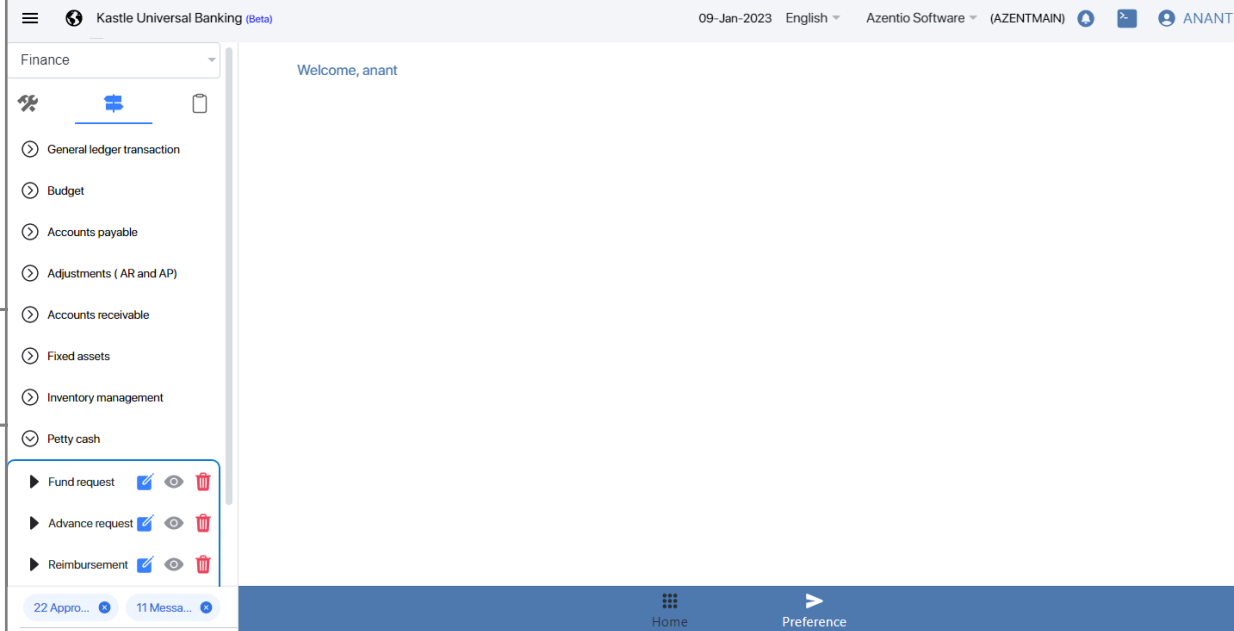 Kastle Universal Banking (Beta) 09-Jan-2023 English Azentio Software (AZENTMAIN) ANANT
Finance
Welcome, anant
General ledger transaction
Budget
Accounts payable
Adjustments ( AR and AP)
Accounts receivable
Fixed assets
Inventory management
Petty cash
Fund request
Advance request
Reimbursement
22 Appro... 11 Messa...
Home Preference